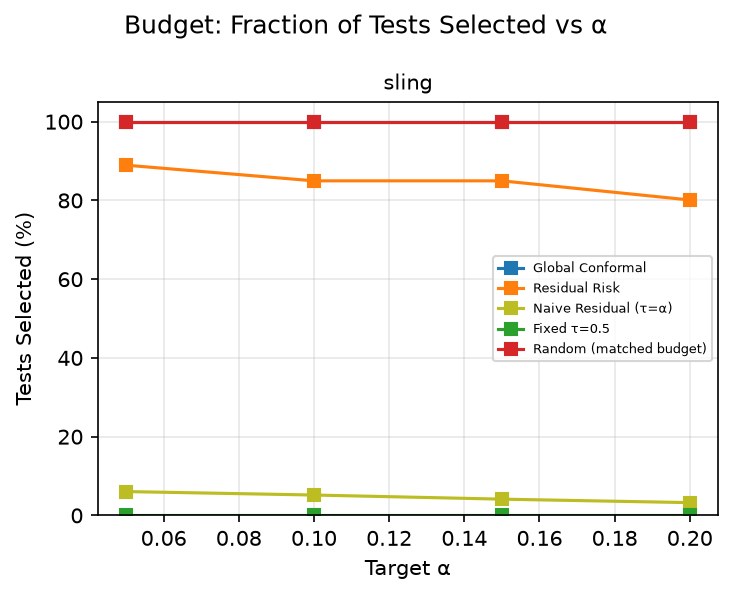 Budget: Fraction of Tests Selected vs α
sling
100
80
60
40
20
0
Tests Selected (%)
Global Conformal
Residual Risk
Naive Residual (τ=α)
Fixed τ=0.5
Random (matched budget)
0.06 0.08 0.10 0.12 0.14 0.16 0.18 0.20
Target α